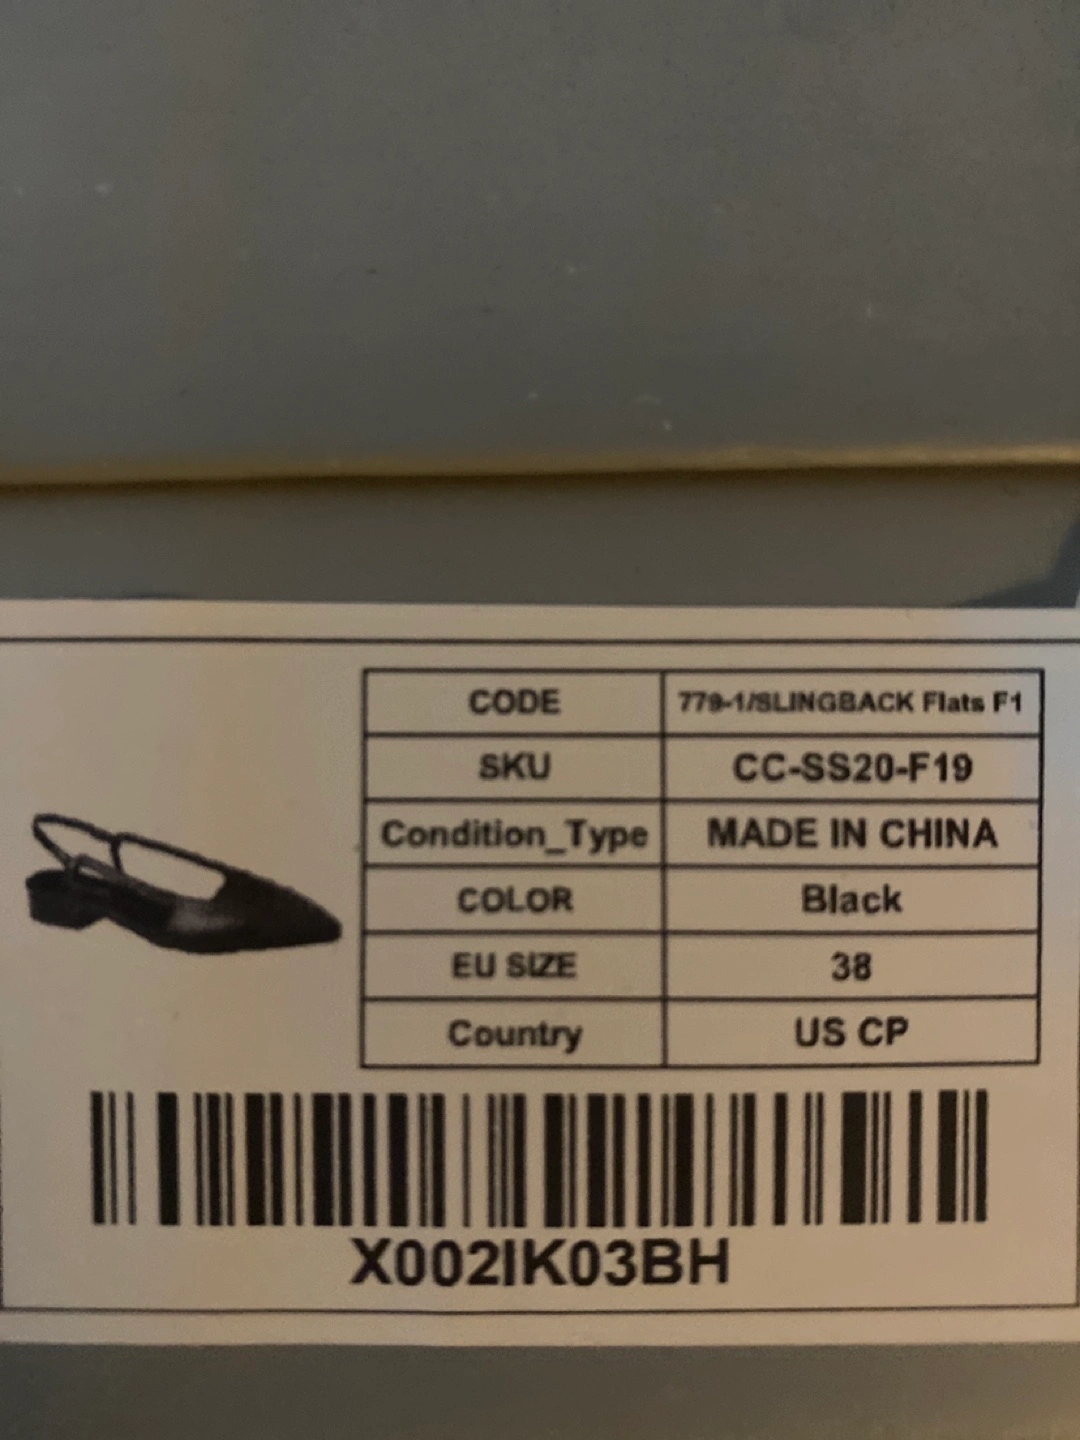 CODE 779-1/SLINGBACK Flats F1
SKU CC-SS20-F19
Condition_Type MADE IN CHINA
COLOR Black
EU SIZE 38
Country US CP
X002IK03BH